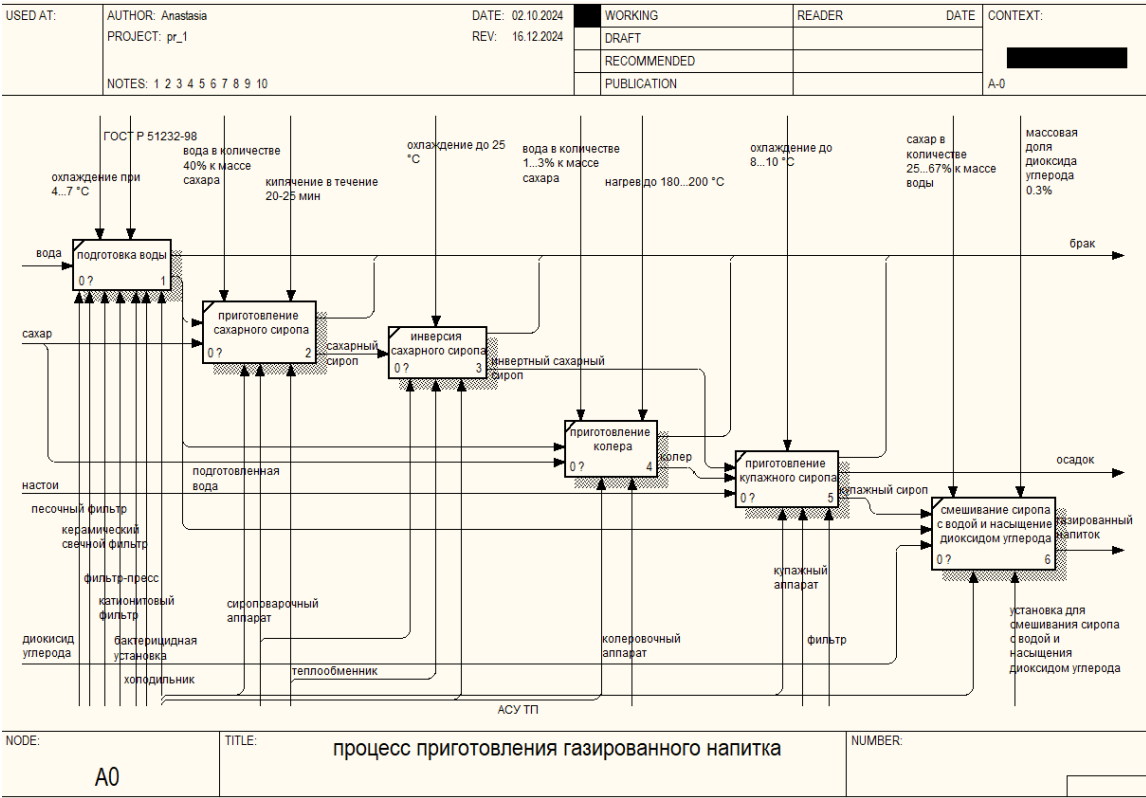 USED AT:
AUTHOR: Anastasia
DATE: 02.10.2024
PROJECT: pr_1
REV: 16.12.2024
NOTES: 1 2 3 4 5 6 7 8 9 10
WORKING
DRAFT
RECOMMENDED
PUBLICATION
READER
DATE
CONTEXT:
A-0
ГОСТ Р 51232-98
охлаждение при
4...7 °C
вода в количестве
40% к массе
сахара
кипячение в течение
20-25 мин
охлаждение до 25
°C
вода в количестве
1...3% к массе
сахара
нагрев до 180...200 °C
охлаждение до
8...10 °C
сахар в
количестве
25...67% к массе
воды
массовая
доля
диоксида
углерода
0.3%
вода
подготовка воды
0 ?
1
брак
сахар
приготовление
сахарного сиропа
0 ?
2
сахарный
сироп
инверсия
сахарного сиропа
0 ?
3
инвертный сахарный
сироп
приготовление
колера
0 ?
4
колер
приготовление
купажного сиропа
0 ?
5
осадок
купажный сироп
смешивание сиропа
с водой и насыщение
диоксидом углерода
0 ?
6
газированный
напиток
подготовленная
вода
настои
песочный фильтр
керамический
свечной фильтр
фильтр-пресс
катионитовый
фильтр
бактерицидная
установка
холодильник
диокисид
углерода
сироповарочный
аппарат
теплообменник
колеровочный
аппарат
купажный
аппарат
фильтр
установка для
смешивания сиропа
с водой и
насыщения
диоксидом углерода
АСУ ТП
NODE:
A0
TITLE:
процесс приготовления газированного напитка
NUMBER: